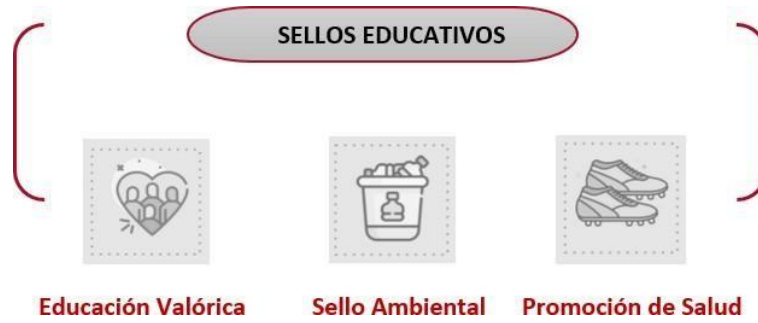 SELLOS EDUCATIVOS
Educación Valórica
Sello Ambiental
Promoción de Salud